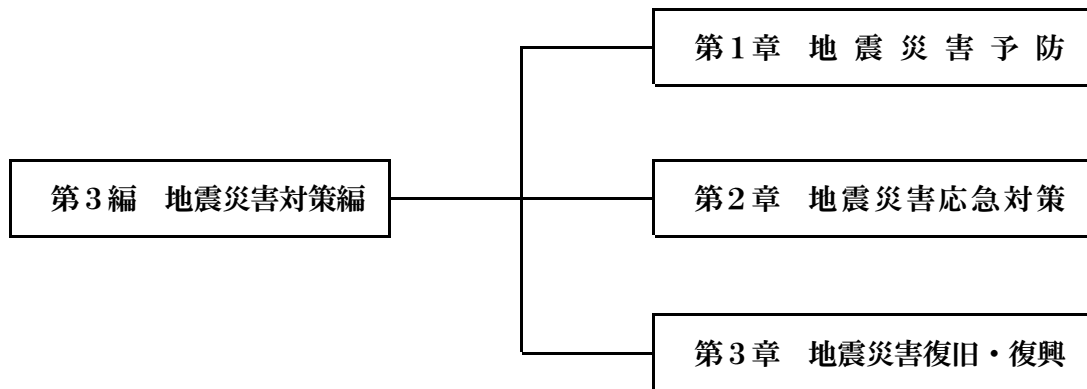 第1章　地震災害予防
第3編　地震災害対策編
第2章　地震災害応急対策
第3章　地震災害復旧・復興